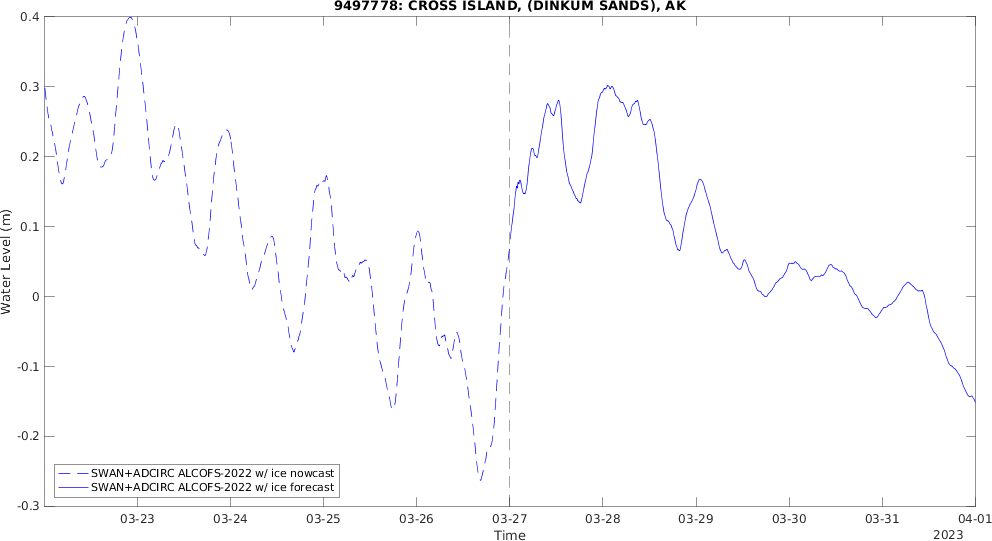 9497778: CROSS ISLAND, (DINKUM SANDS), AK
0.4
0.3
0.2
0.1
0
-0.1
-0.2
-0.3
Water Level (m)
SWAN+ADCIRC ALCOFS-2022 w/ ice nowcast
SWAN+ADCIRC ALCOFS-2022 w/ ice forecast
03-23 03-24 03-25 03-26 03-27 03-28 03-29 03-30 03-31 04-01
Time
2023